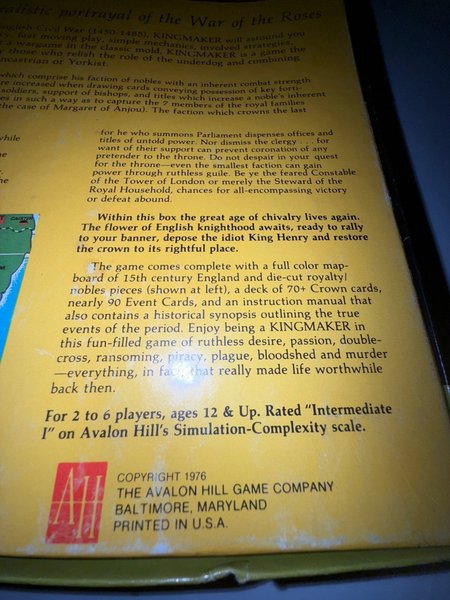 ealistic portrayal of the War of the Roses
nglish Civil War (1450-1485), KINGMAKER will astound you
fast moving play, simple mechanics, involved strategies,
a wargame in the classic mold, KINGMAKER is a game the
those who relish the role of the underdog and combining
ancastrian or Yorkist.
which comprise his faction of nobles with an inherent combat strength
are increased when drawing cards conveying possession of key forti-
soldiers, support of bishops, and titles which increase a noble's inherent
es in such a way as to capture the 7 members of the royal families
the case of Margaret of Anjou). The faction which crowns the last
while
he
e,
he
for he who summons Parliament dispenses offices and
titles of untold power. Nor dismiss the clergy . . . for
want of their support can prevent coronation of any
pretender to the throne. Do not despair in your quest
for the throne—even the smallest faction can gain
power through ruthless guile. Be ye the feared Constable
of the Tower of London or merely the Steward of the
Royal Household, chances for all-encompassing victory
or defeat abound.
Within this box the great age of chivalry lives again.
The flower of English knighthood awaits, ready to rally
to your banner, depose the idiot King Henry and restore
the crown to its rightful place.
The game comes complete with a full color map-
board of 15th century England and die-cut royalty/
nobles pieces (shown at left), a deck of 70+ Crown cards,
nearly 90 Event Cards, and an instruction manual that
also contains a historical synopsis outlining the true
events of the period. Enjoy being a KINGMAKER in
this fun-filled game of ruthless desire, passion, double-
cross, ransoming, piracy, plague, bloodshed and murder
—everything, in fact that really made life worthwhile
back then.
For 2 to 6 players, ages 12 & Up. Rated "Intermediate
I" on Avalon Hill's Simulation-Complexity scale.
AH
COPYRIGHT 1976
THE AVALON HILL GAME COMPANY
BALTIMORE, MARYLAND
PRINTED IN U.S.A.